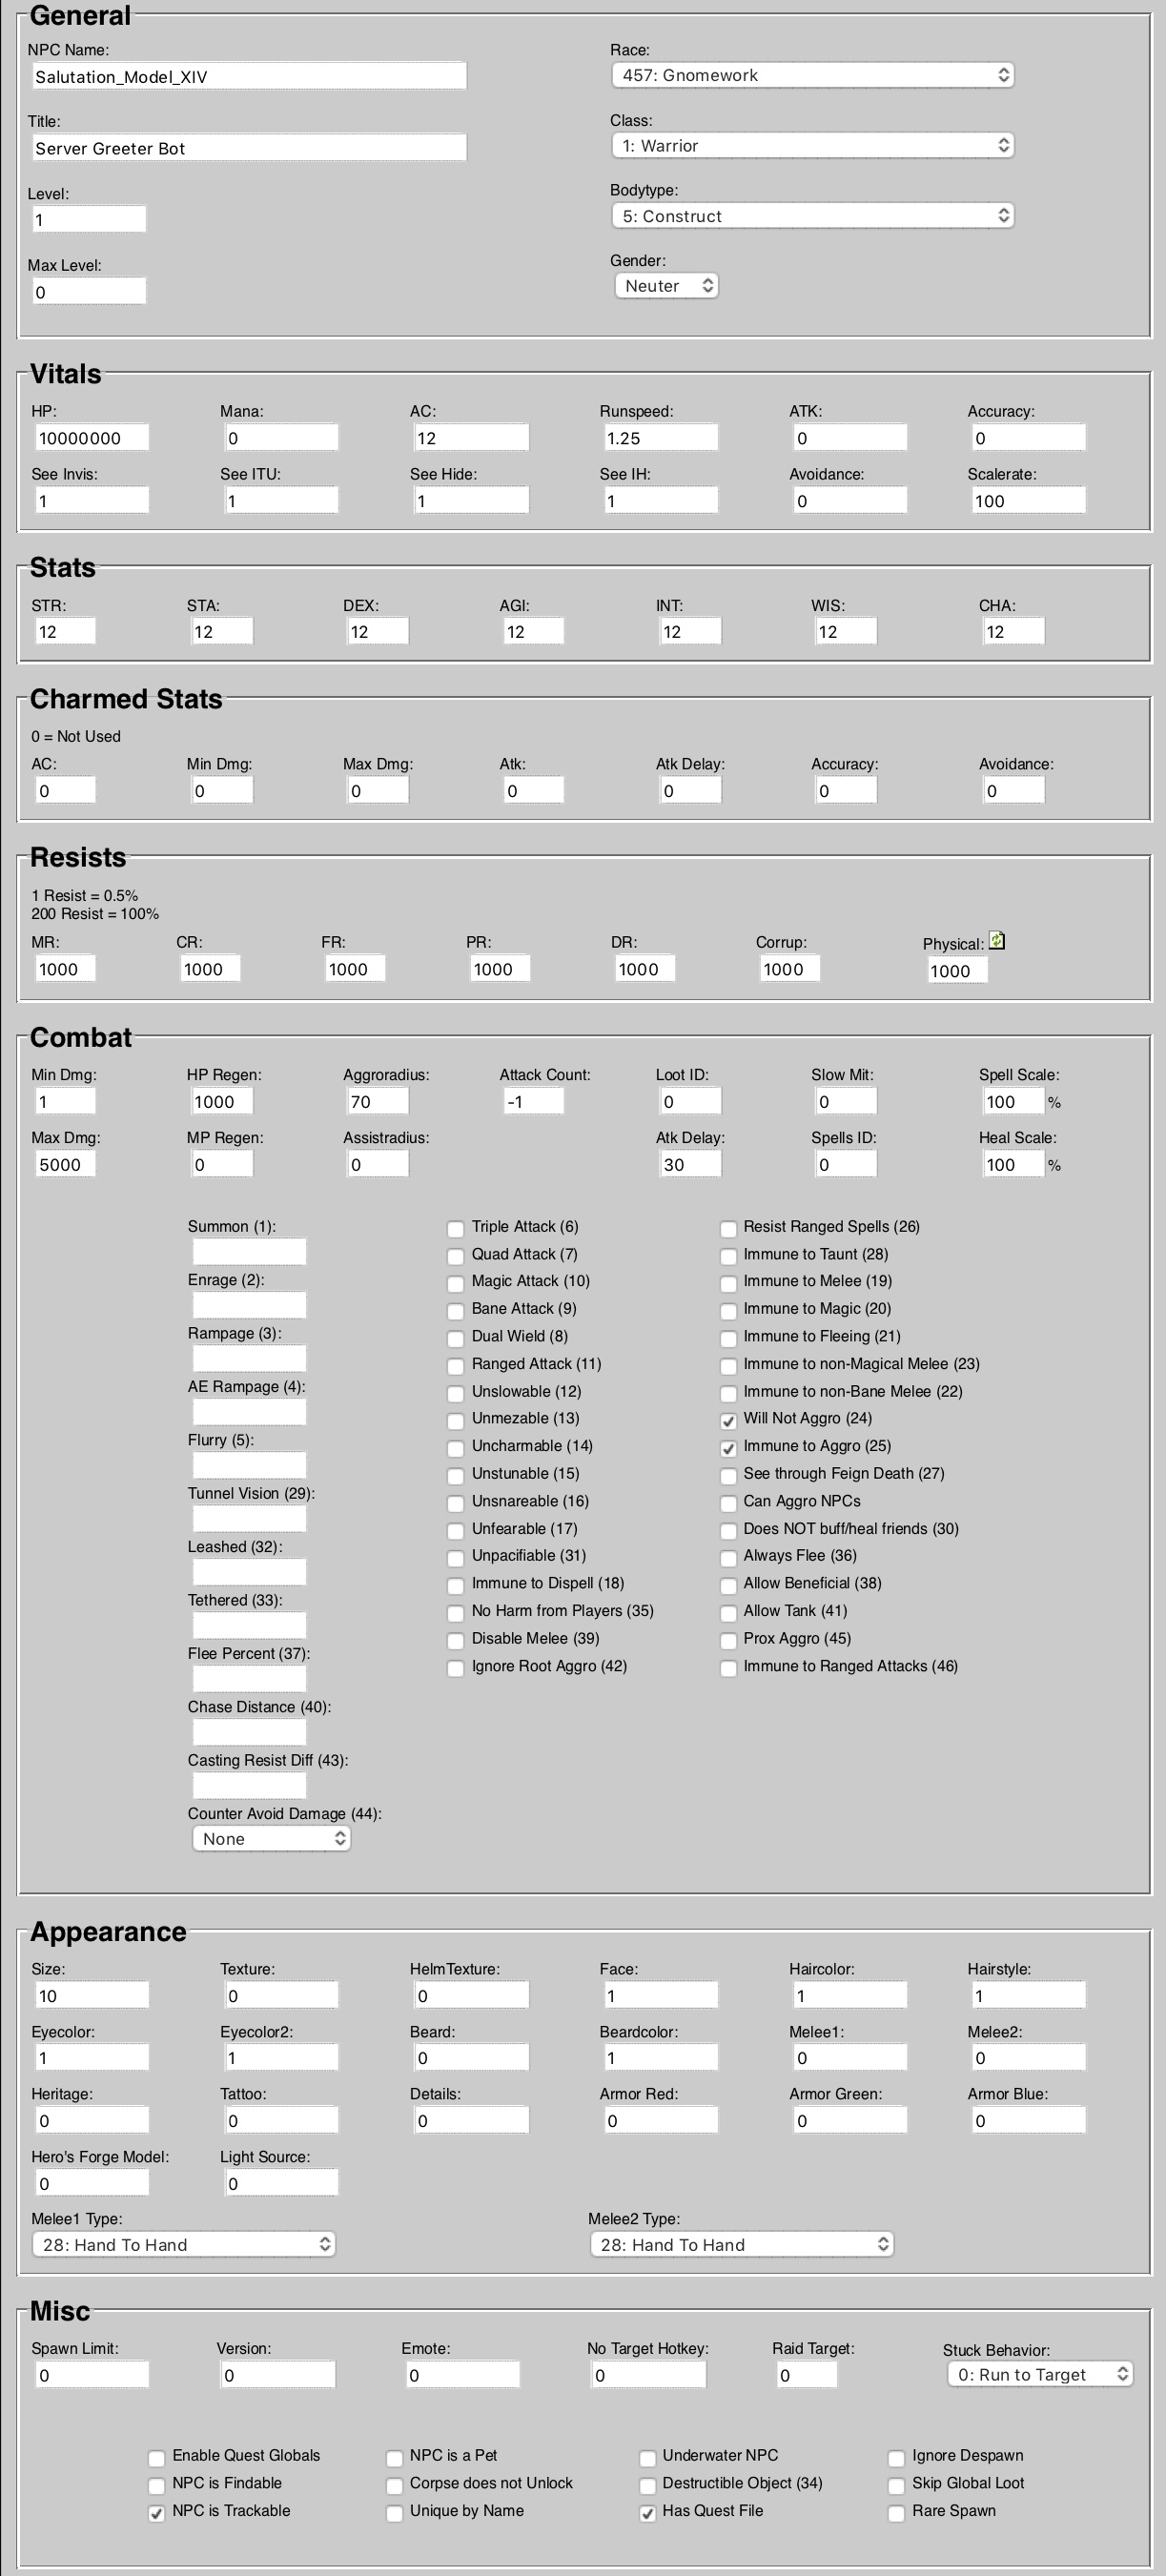 General
NPC Name: Race:
Salutation_Model_XIV 457: Gnomework
Title: Class:
Server Greeter Bot 1: Warrior
Level: Bodytype:
1 5: Construct
Max Level: Gender:
0 Neuter
Vitals
HP: Mana: AC: Runspeed: ATK: Accuracy:
10000000 0 12 1.25 0 0
See Invis: See ITU: See Hide: See IH: Avoidance: Scalerate:
1 1 1 1 0 100
Stats
STR: STA: DEX: AGI: INT: WIS: CHA:
12 12 12 12 12 12 12
Charmed Stats
0 = Not Used
AC: Min Dmg: Max Dmg: Atk: Atk Delay: Accuracy: Avoidance:
0 0 0 0 0 0 0
Resists
1 Resist = 0.5%
200 Resist = 100%
MR: CR: FR: PR: DR: Corrup: Physical:
1000 1000 1000 1000 1000 1000 1000
Combat
Min Dmg: HP Regen: Aggroradius: Attack Count: Loot ID: Slow Mit: Spell Scale:
1 1000 70 -1 0 0 100 %
Max Dmg: MP Regen: Assistradius: Atk Delay: Spells ID: Heal Scale:
5000 0 0 30 0 100 %
Summon (1):
Enrage (2):
Rampage (3):
AE Rampage (4):
Flurry (5):
Tunnel Vision (29):
Leashed (32):
Tethered (33):
Flee Percent (37):
Chase Distance (40):
Casting Resist Diff (43):
Counter Avoid Damage (44):
None
Triple Attack (6)
Quad Attack (7)
Magic Attack (10)
Bane Attack (9)
Dual Wield (8)
Ranged Attack (11)
Unslowable (12)
Unmezable (13)
Uncharmable (14)
Unstunable (15)
Unsnareable (16)
Unfearable (17)
Unpacifiable (31)
Immune to Dispell (18)
No Harm from Players (35)
Disable Melee (39)
Ignore Root Aggro (42)
Resist Ranged Spells (26)
Immune to Taunt (28)
Immune to Melee (19)
Immune to Magic (20)
Immune to Fleeing (21)
Immune to non-Magical Melee (23)
Immune to non-Bane Melee (22)
Will Not Aggro (24)
Immune to Aggro (25)
See through Feign Death (27)
Can Aggro NPCs
Does NOT buff/heal friends (30)
Always Flee (36)
Allow Beneficial (38)
Allow Tank (41)
Prox Aggro (45)
Immune to Ranged Attacks (46)
Appearance
Size: Texture: HelmTexture: Face: Haircolor: Hairstyle:
10 0 0 1 1 1
Eyecolor: Eyecolor2: Beard: Beardcolor: Melee1: Melee2:
1 1 0 1 0 0
Heritage: Tattoo: Details: Armor Red: Armor Green: Armor Blue:
0 0 0 0 0 0
Hero's Forge Model: Light Source:
0 0
Melee1 Type: Melee2 Type:
28: Hand To Hand 28: Hand To Hand
Misc
Spawn Limit: Version: Emote: No Target Hotkey: Raid Target: Stuck Behavior:
0 0 0 0 0 0: Run to Target
Enable Quest Globals NPC is a Pet Underwater NPC Ignore Despawn
NPC is Findable Corpse does not Unlock Destructible Object (34) Skip Global Loot
NPC is Trackable Unique by Name Has Quest File Rare Spawn